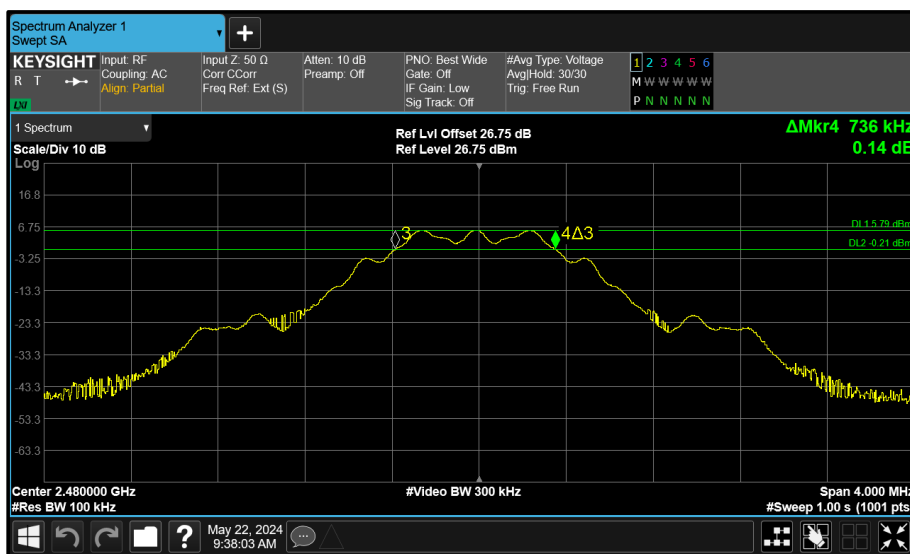 Spectrum Analyzer 1
Swept SA
+
KEYSIGHT
R T
LXI
Input: RF
Coupling: AC
Align: Partial
Input Z: 50 Ω
Corr CCorr
Freq Ref: Ext (S)
Atten: 10 dB
Preamp: Off
PNO: Best Wide
Gate: Off
IF Gain: Low
Sig Track: Off
#Avg Type: Voltage
Avg|Hold: 30/30
Trig: Free Run
1 2 3 4 5 6
M W W W W W
P N N N N N
1 Spectrum
Scale/Div 10 dB
Ref Lvl Offset 26.75 dB
Ref Level 26.75 dBm
ΔMkr4 736 kHz
0.14 dB
Log
16.8
6.75
-3.25
-13.3
-23.3
-33.3
-43.3
-53.3
-63.3
3
4Δ3
DL1 5.79 dBm
DL2 -0.21 dBm
Center 2.480000 GHz
#Res BW 100 kHz
#Video BW 300 kHz
Span 4.000 MHz
#Sweep 1.00 s (1001 pts
?
May 22, 2024
9:38:03 AM